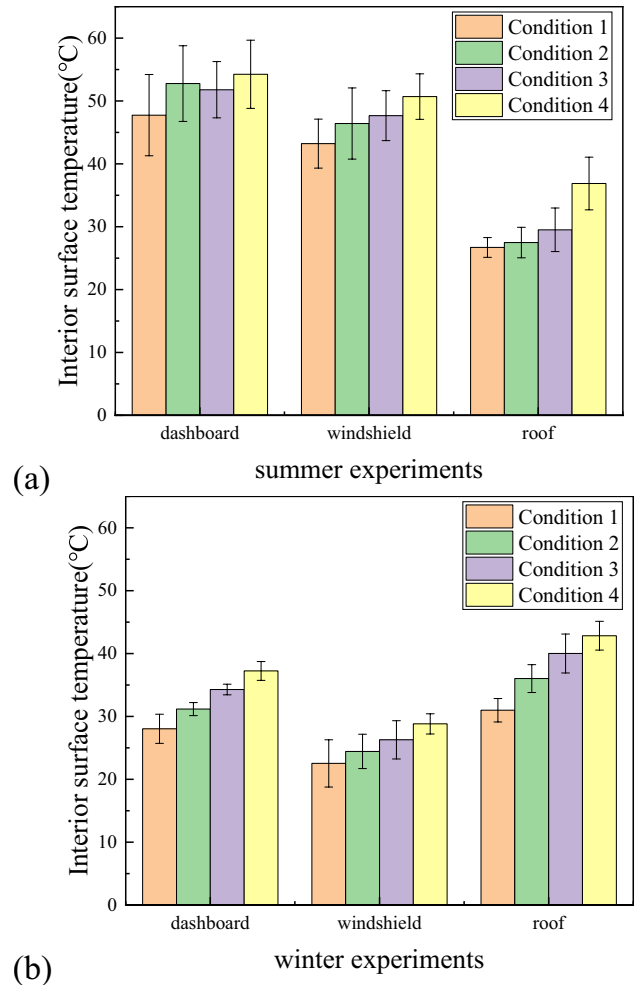 Interior surface temperature(°C)
60
50
40
30
20
10
0
Condition 1
Condition 2
Condition 3
Condition 4
dashboard windshield roof
summer experiments
(a)
Interior surface temperature(°C)
60
50
40
30
20
10
0
Condition 1
Condition 2
Condition 3
Condition 4
dashboard windshield roof
winter experiments
(b)